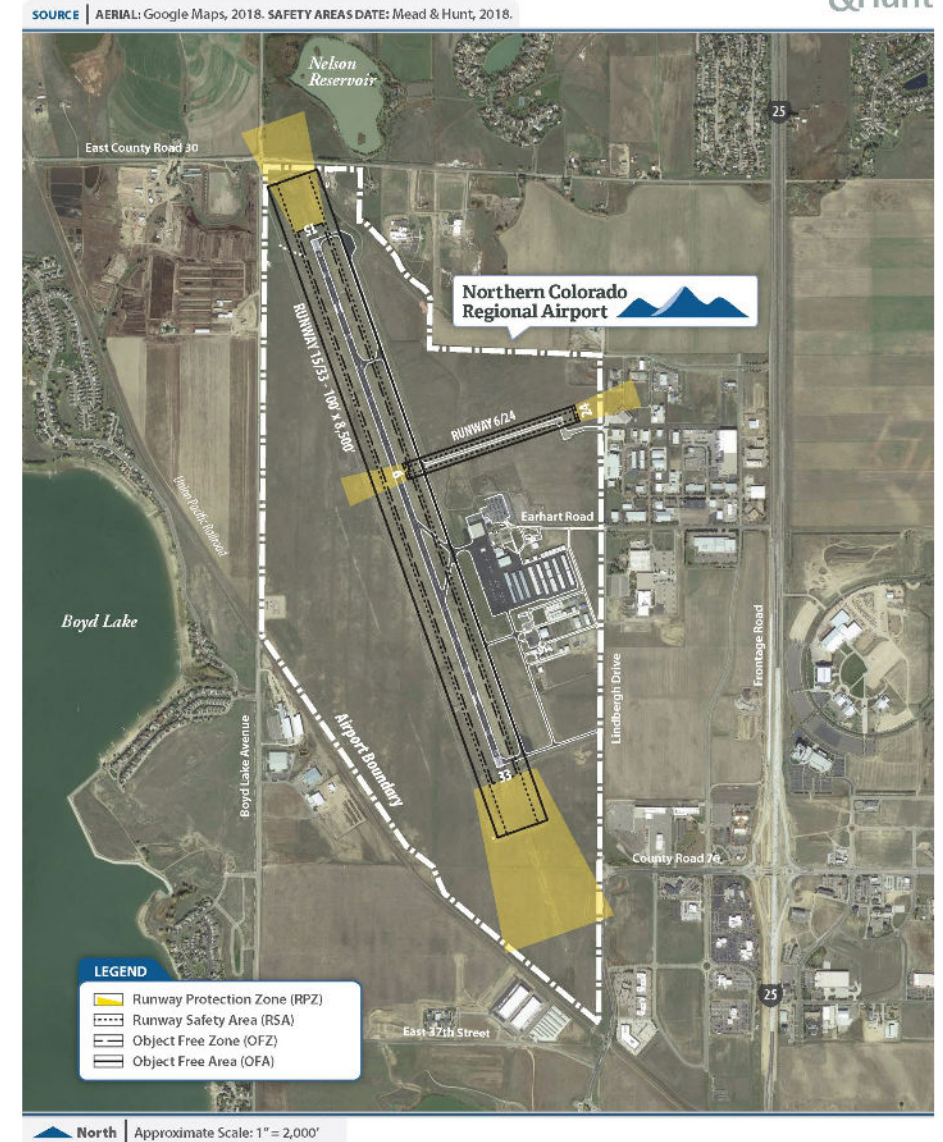 &Hunt
SOURCE | AERIAL: Google Maps, 2018. SAFETY AREAS DATE: Mead & Hunt, 2018.
Nelson
Reservoir
25
East County Road 30
15
Northern Colorado
Regional Airport
RUNWAY 15/33 - 100' x 8,500'
24
RUNWAY 6/24
6
Union Pacific Railroad
Earhart Road
Boyd Lake
Frontage Road
Lindbergh Drive
Airport Boundary
Boyd Lake Avenue
33
County Road 70
LEGEND
Runway Protection Zone (RPZ)
Runway Safety Area (RSA)
Object Free Zone (OFZ)
Object Free Area (OFA)
25
East 37th Street
North | Approximate Scale: 1" = 2,000'